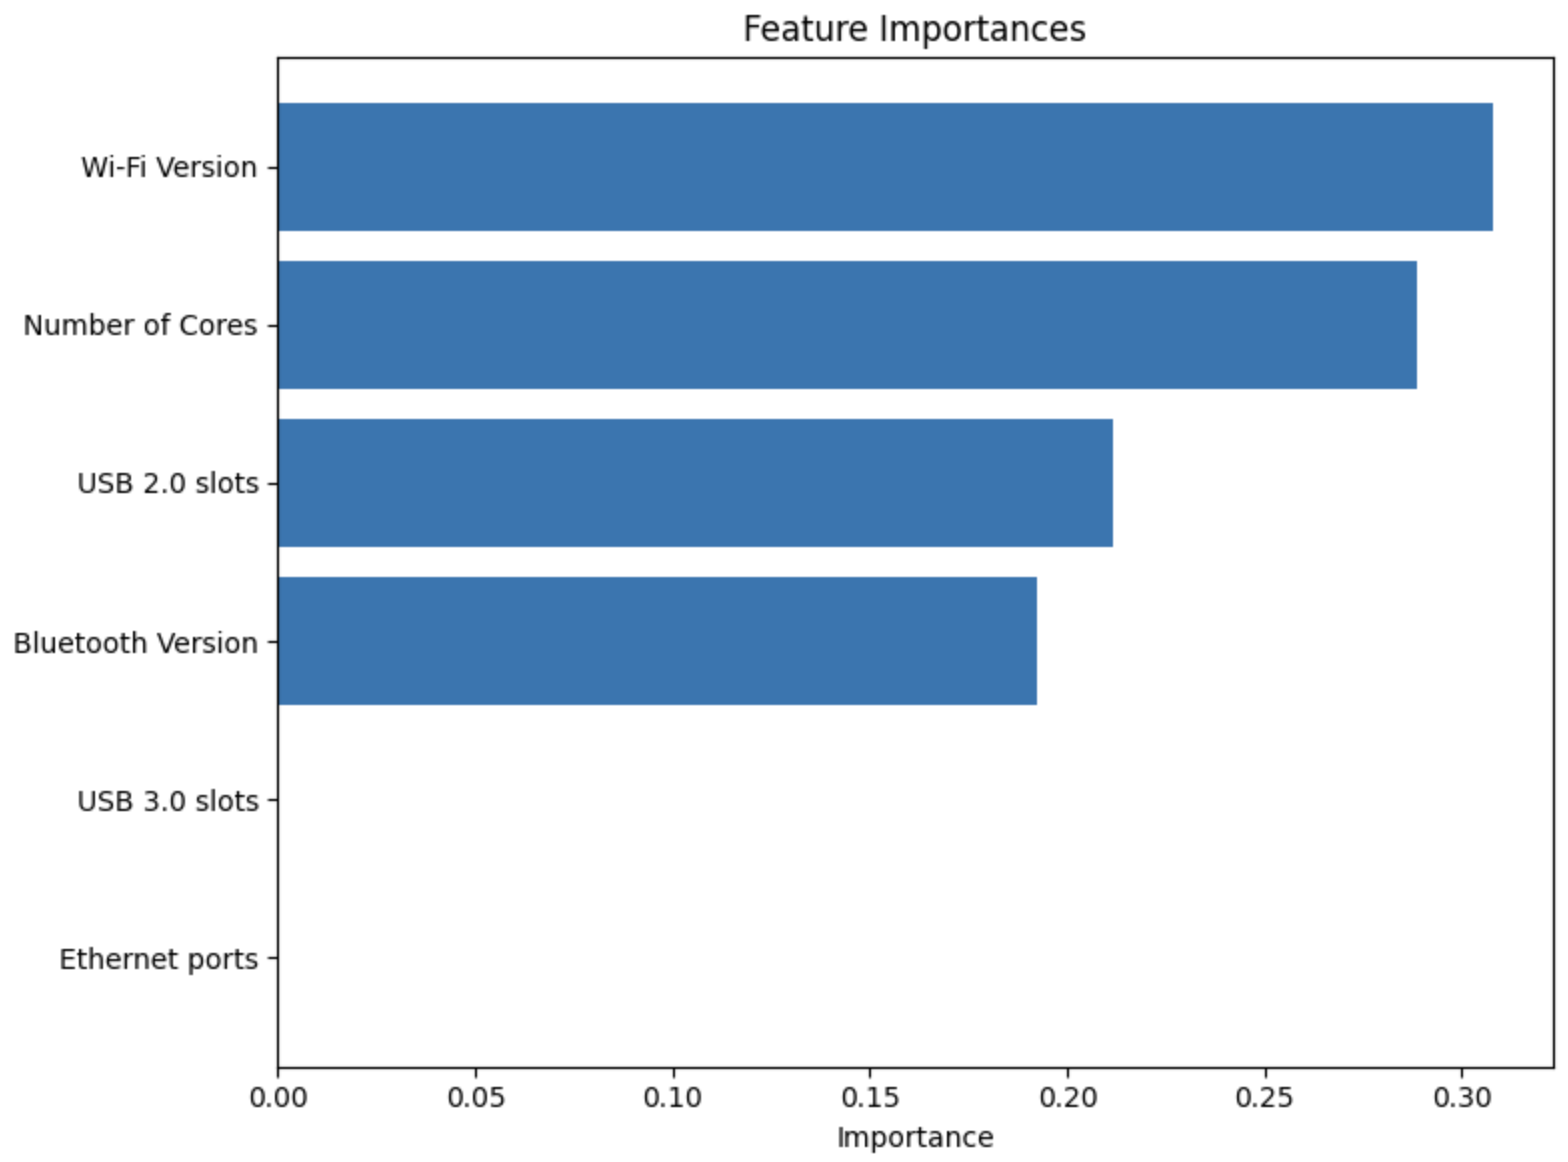 Feature Importances
Wi-Fi Version
Number of Cores
USB 2.0 slots
Bluetooth Version
USB 3.0 slots
Ethernet ports
0.00 0.05 0.10 0.15 0.20 0.25 0.30
Importance